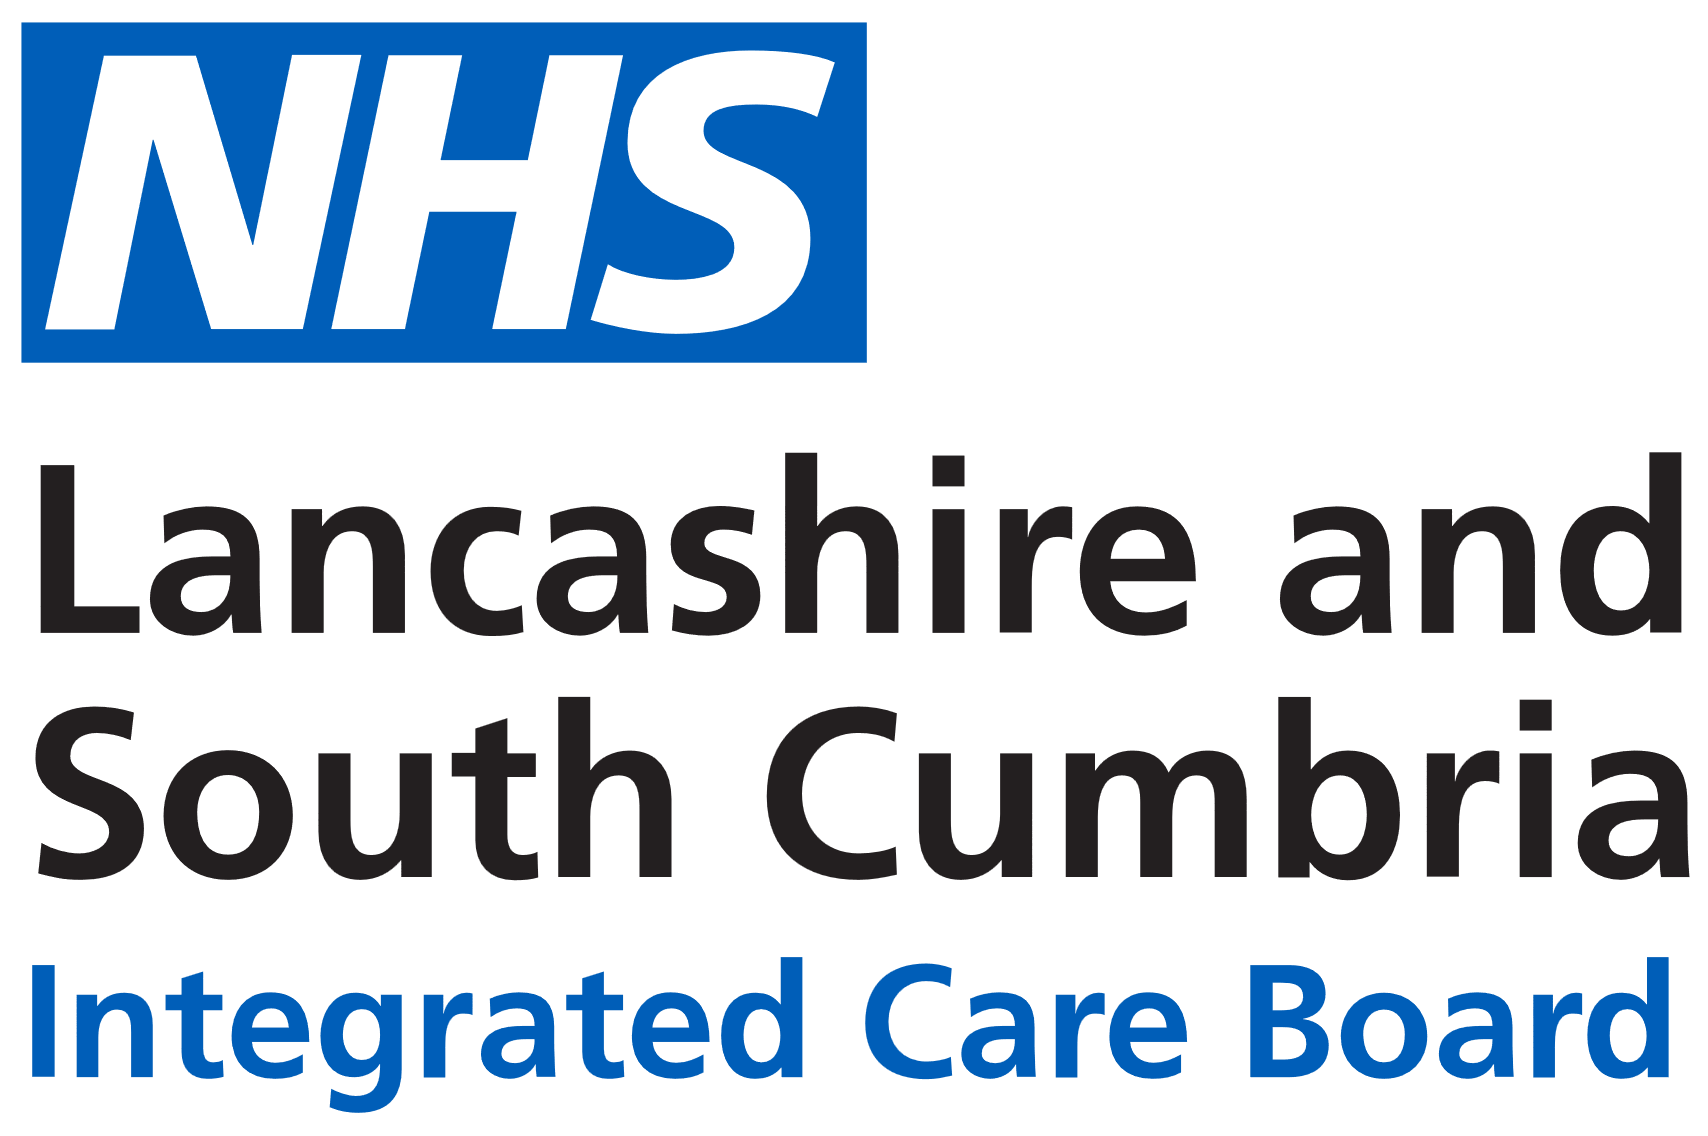 NHS
Lancashire and
South Cumbria
Integrated Care Board